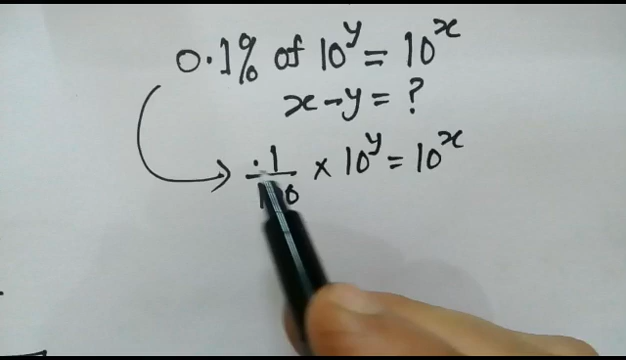 0.1% of 10^y = 10^x
x - y = ?
.1/100 × 10^y = 10^x